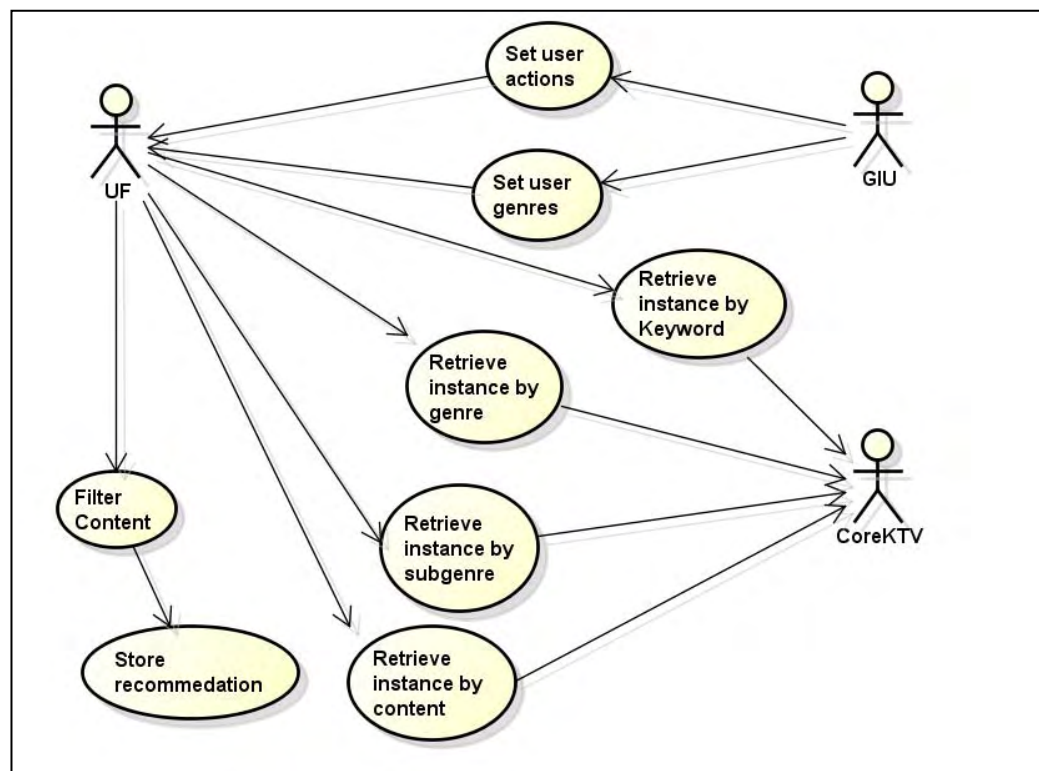 Set user
actions
UF
GIU
Set user
genres
Retrieve
instance by
Keyword
Retrieve
instance by
genre
Filter
Content
CoreKTV
Retrieve
instance by
subgenre
Store
recommedation
Retrieve
instance by
content